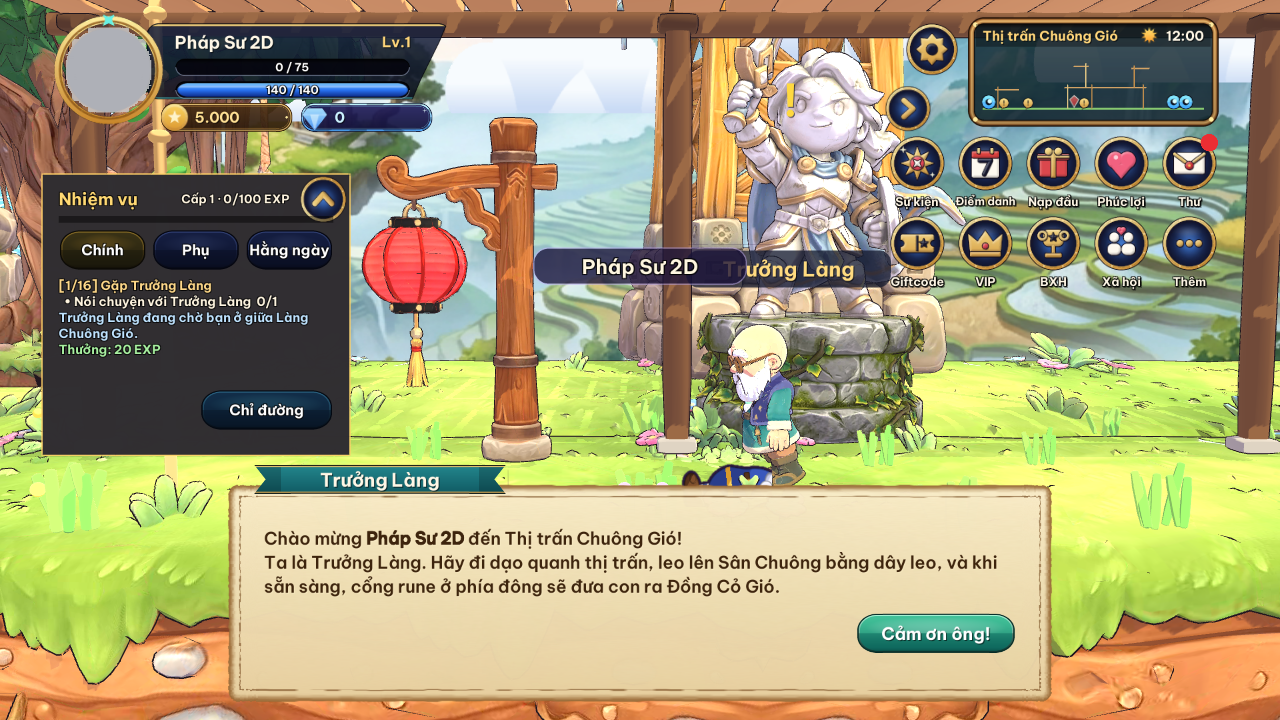 Pháp Sư 2D
Lv.1
0 / 75
140 / 140
5.000
0
Thị trấn Chuông Gió
12:00
Sự kiện
7
Điểm danh
Nạp đầu
Phúc lợi
Thư
Giftcode
VIP
BXH
Xã hội
Thêm
Nhiệm vụ
Cấp 1 · 0/100 EXP
Chính
Phụ
Hằng ngày
[1/16] Gặp Trưởng Làng
• Nói chuyện với Trưởng Làng 0/1
Trưởng Làng đang chờ bạn ở giữa Làng
Chuông Gió.
Thưởng: 20 EXP
Chỉ đường
Pháp Sư 2D
Trưởng Làng
Trưởng Làng
Chào mừng Pháp Sư 2D đến Thị trấn Chuông Gió!
Ta là Trưởng Làng. Hãy đi dạo quanh thị trấn, leo lên Sân Chuông bằng dây leo, và khi
sẵn sàng, cổng rune ở phía đông sẽ đưa con ra Đồng Cỏ Gió.
Cảm ơn ông!